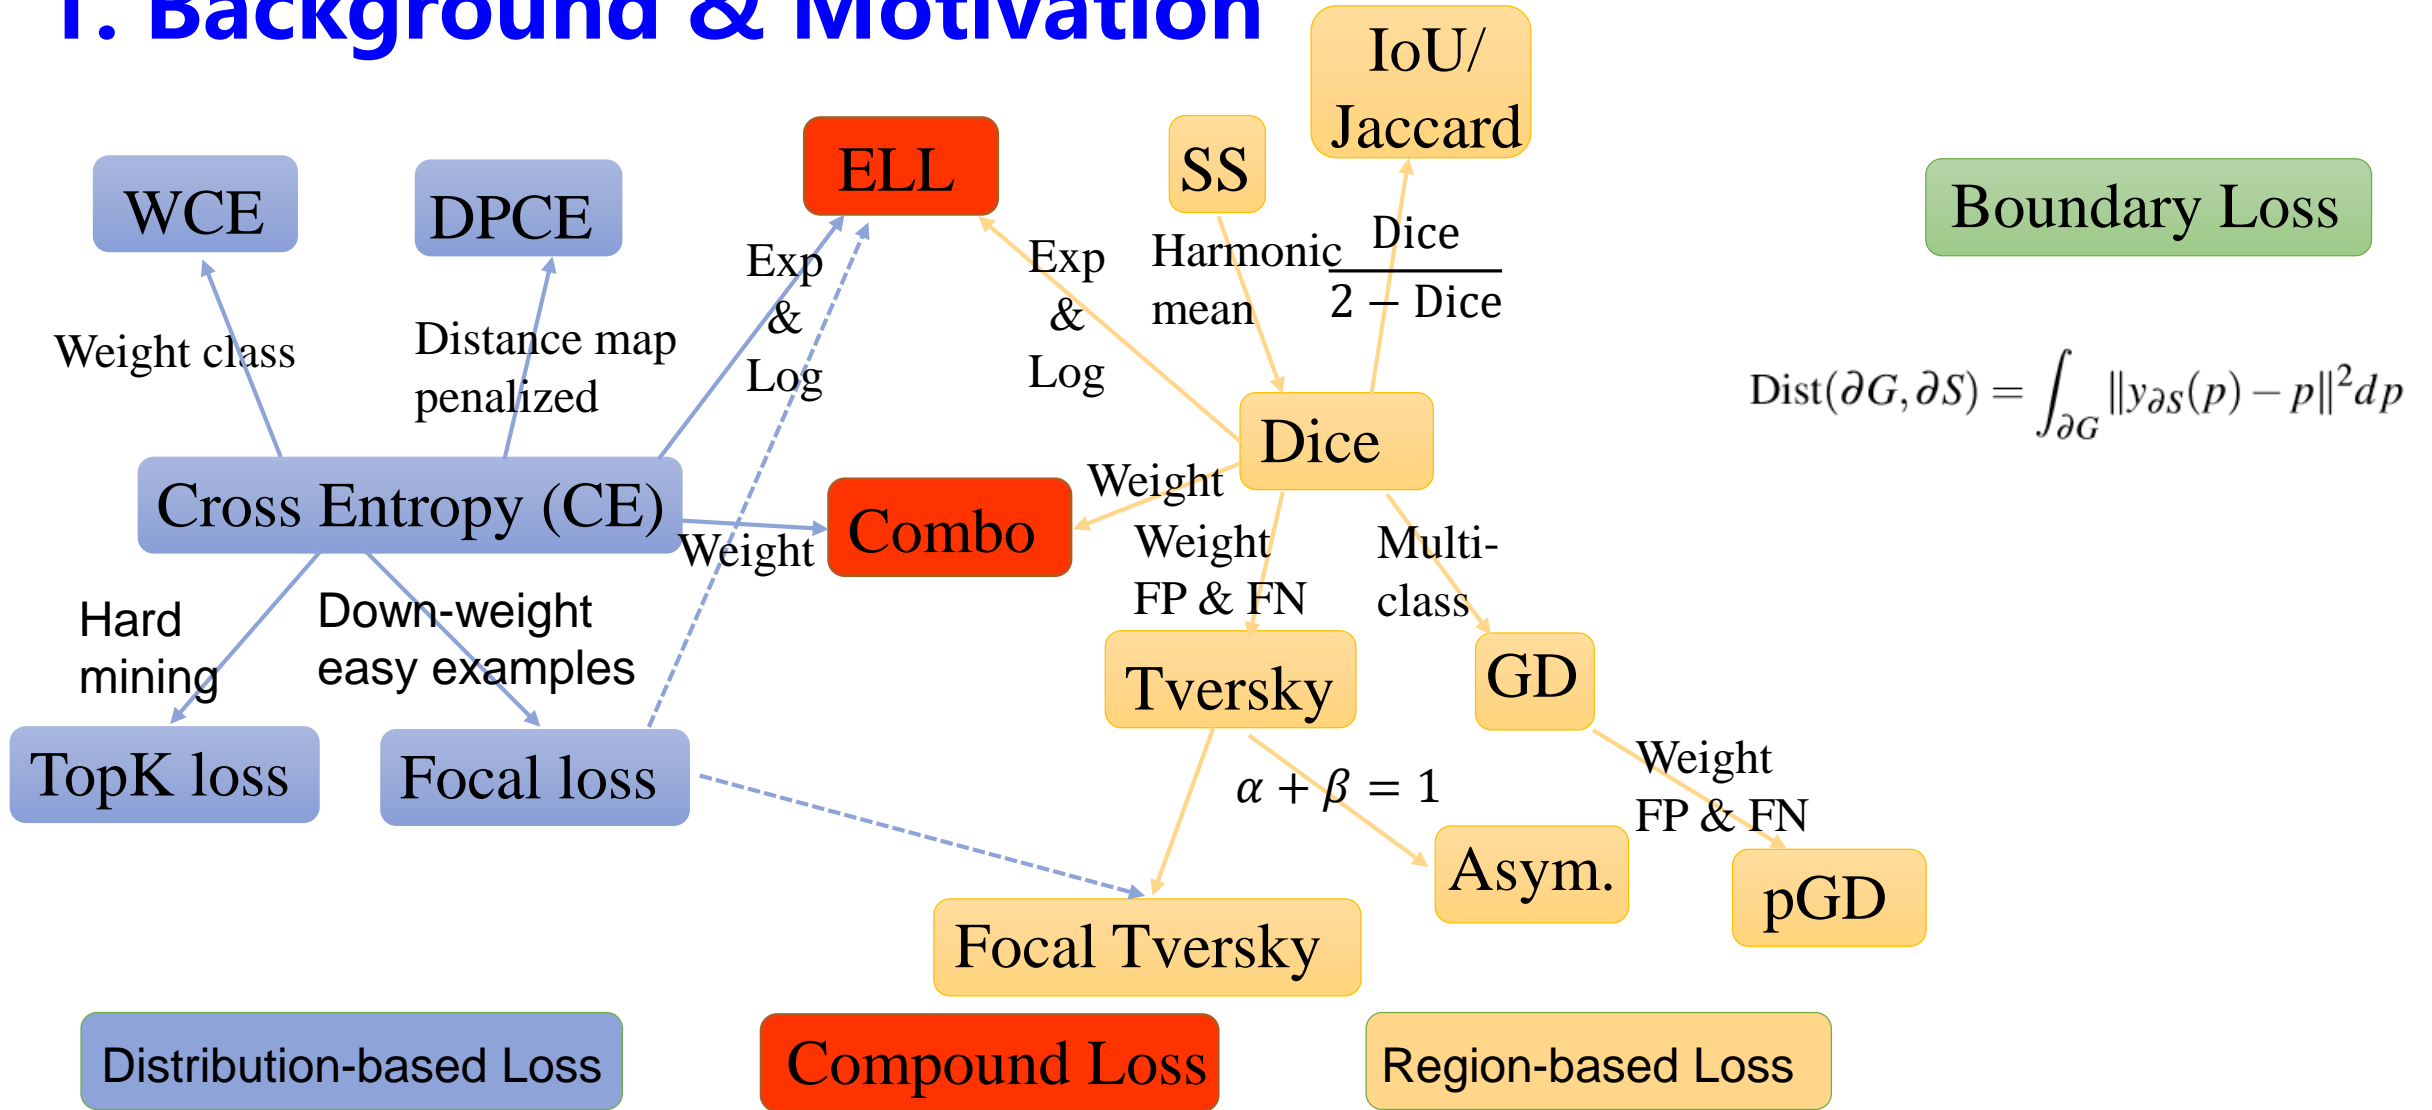 1. Background & Motivation
IoU/
Jaccard
ELL
SS
WCE
DPCE
Boundary Loss
Exp
&
Log
Exp
&
Log
Harmonic
mean
Dice
2 − Dice
Weight class
Distance map
penalized
Dist(∂G, ∂S) = ∫_∂G ‖y_∂S(p) − p‖² dp
Dice
Cross Entropy (CE)
Combo
Weight
Weight
Weight
FP & FN
Multi-
class
Hard
mining
Down-weight
easy examples
Tversky
GD
TopK loss
Focal loss
α + β = 1
Weight
FP & FN
Asym.
pGD
Focal Tversky
Distribution-based Loss
Compound Loss
Region-based Loss